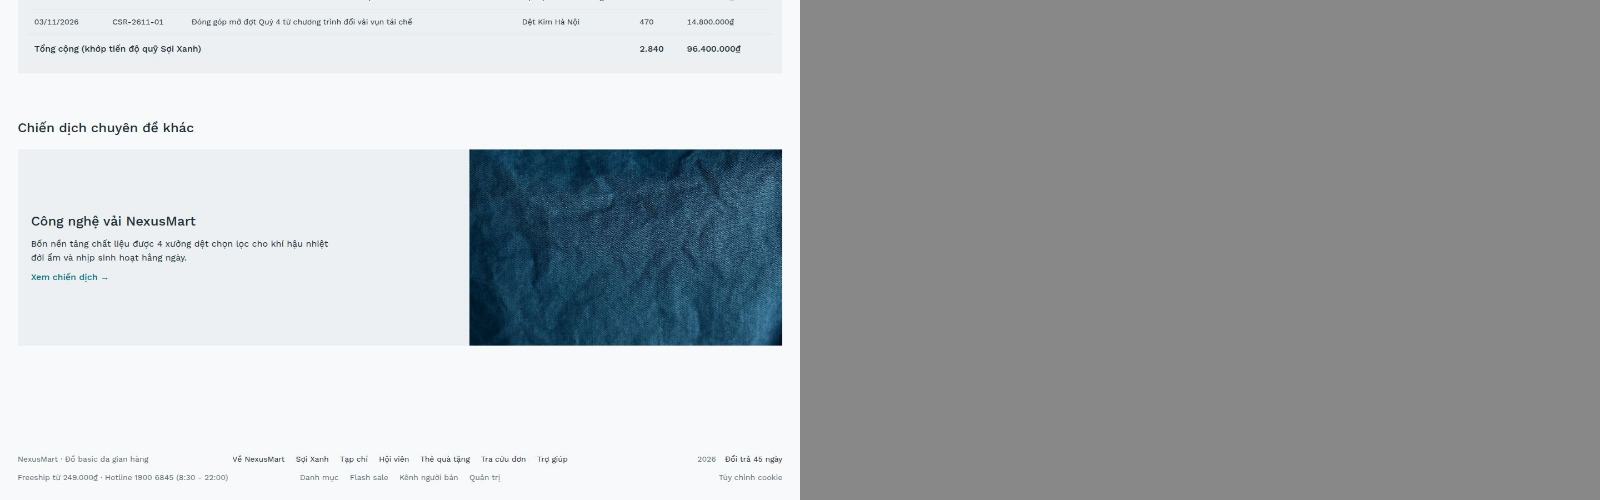 03/11/2026 CSR-2611-01 Đóng góp mở đợt Quý 4 từ chương trình đổi vải vụn tái chế Dệt Kim Hà Nội 470 14.800.000₫
Tổng cộng (khớp tiến độ quỹ Sợi Xanh) 2.840 96.400.000₫
Chiến dịch chuyên đề khác
Công nghệ vải NexusMart
Bốn nền tảng chất liệu được 4 xưởng dệt chọn lọc cho khí hậu nhiệt
đới ẩm và nhịp sinh hoạt hằng ngày.
Xem chiến dịch →
NexusMart · Đồ basic đa gian hàng Về NexusMart Sợi Xanh Tạp chí Hội viên Thẻ quà tặng Tra cứu đơn Trợ giúp 2026 Đổi trả 45 ngày
Freeship từ 249.000₫ · Hotline 1900 6845 (8:30 - 22:00) Danh mục Flash sale Kênh người bán Quản trị Tùy chỉnh cookie